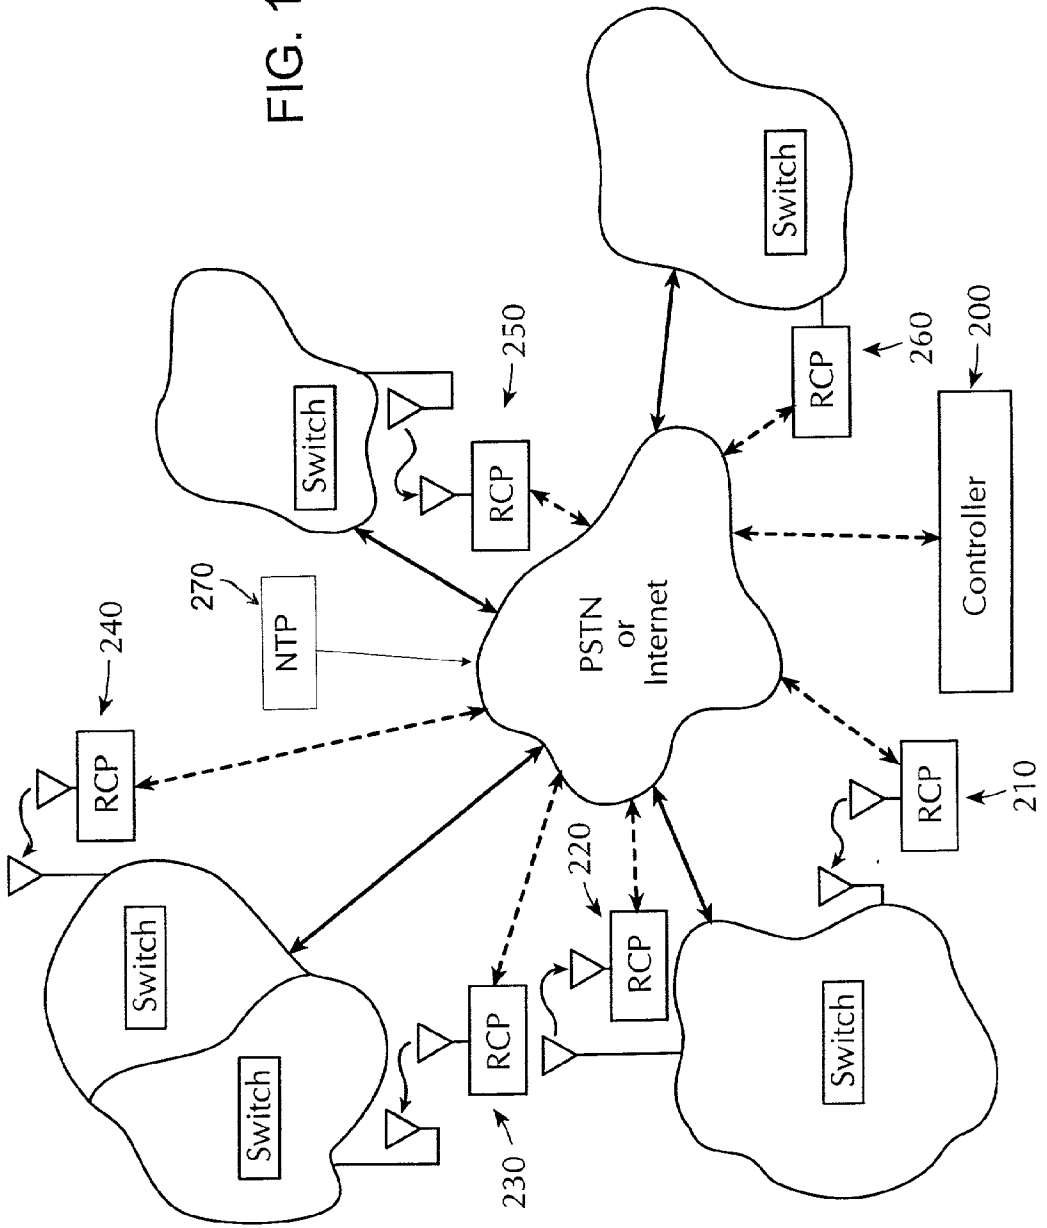 FIG. 1
Switch
Switch
240
RCP
270
NTP
Switch
250
RCP
Switch
RCP
260
230
RCP
220
RCP
PSTN
or
Internet
Switch
RCP
210
Controller
200